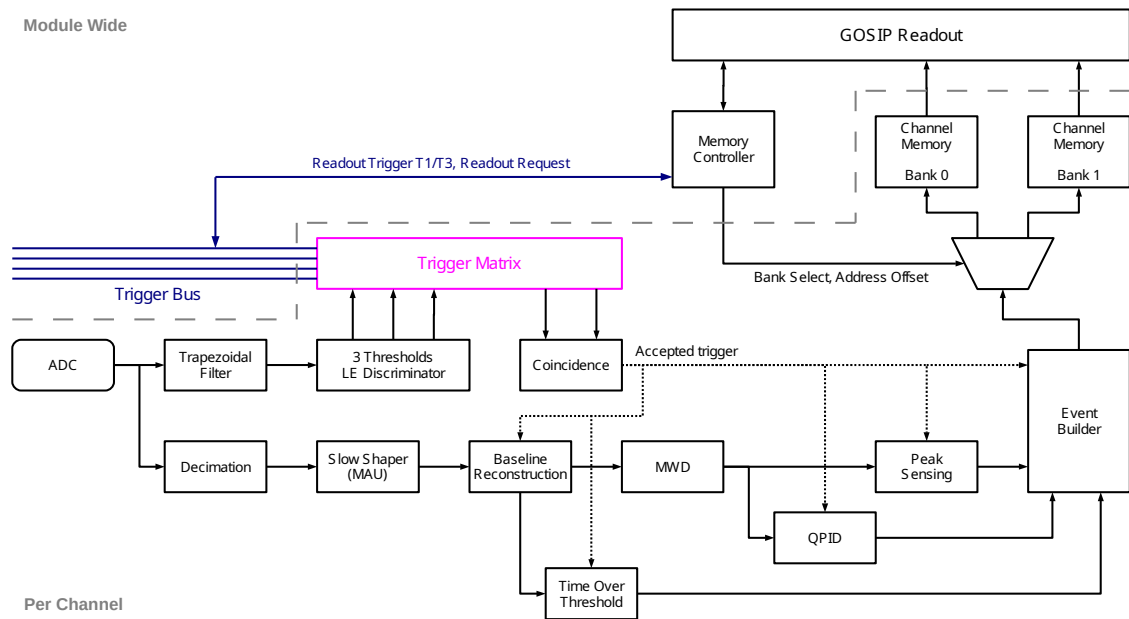 Module Wide
GOSIP Readout
Memory
Controller
Channel
Memory
Bank 0
Channel
Memory
Bank 1
Readout Trigger T1/T3, Readout Request
Trigger Matrix
Bank Select, Address Offset
Trigger Bus
ADC
Trapezoidal
Filter
3 Thresholds
LE Discriminator
Coincidence
Accepted trigger
Event
Builder
Decimation
Slow Shaper
(MAU)
Baseline
Reconstruction
MWD
Peak
Sensing
QPID
Time Over
Threshold
Per Channel